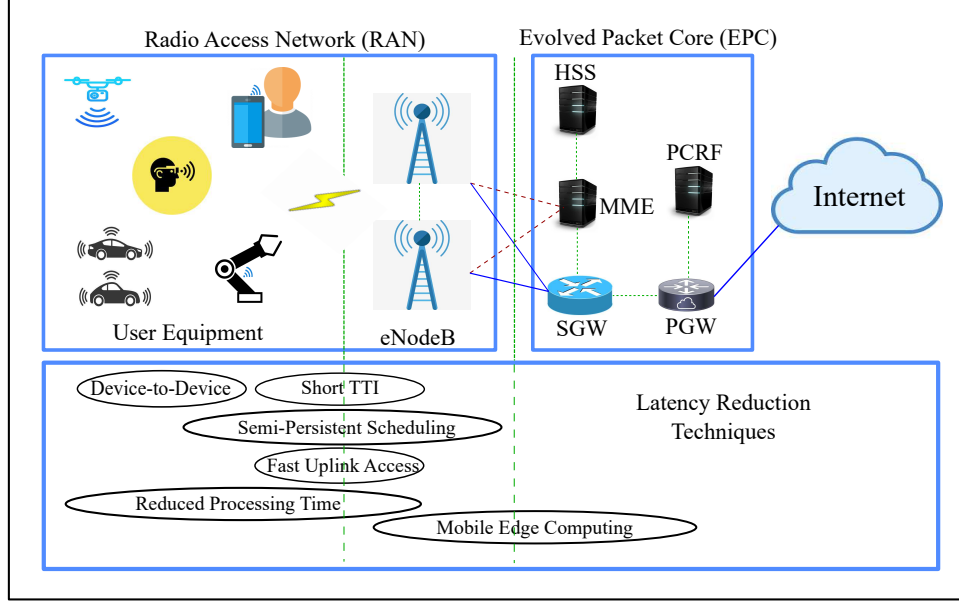 Radio Access Network (RAN)
Evolved Packet Core (EPC)
HSS
PCRF
MME
Internet
User Equipment
eNodeB
SGW
PGW
Device-to-Device
Short TTI
Latency Reduction
Techniques
Semi-Persistent Scheduling
Fast Uplink Access
Reduced Processing Time
Mobile Edge Computing